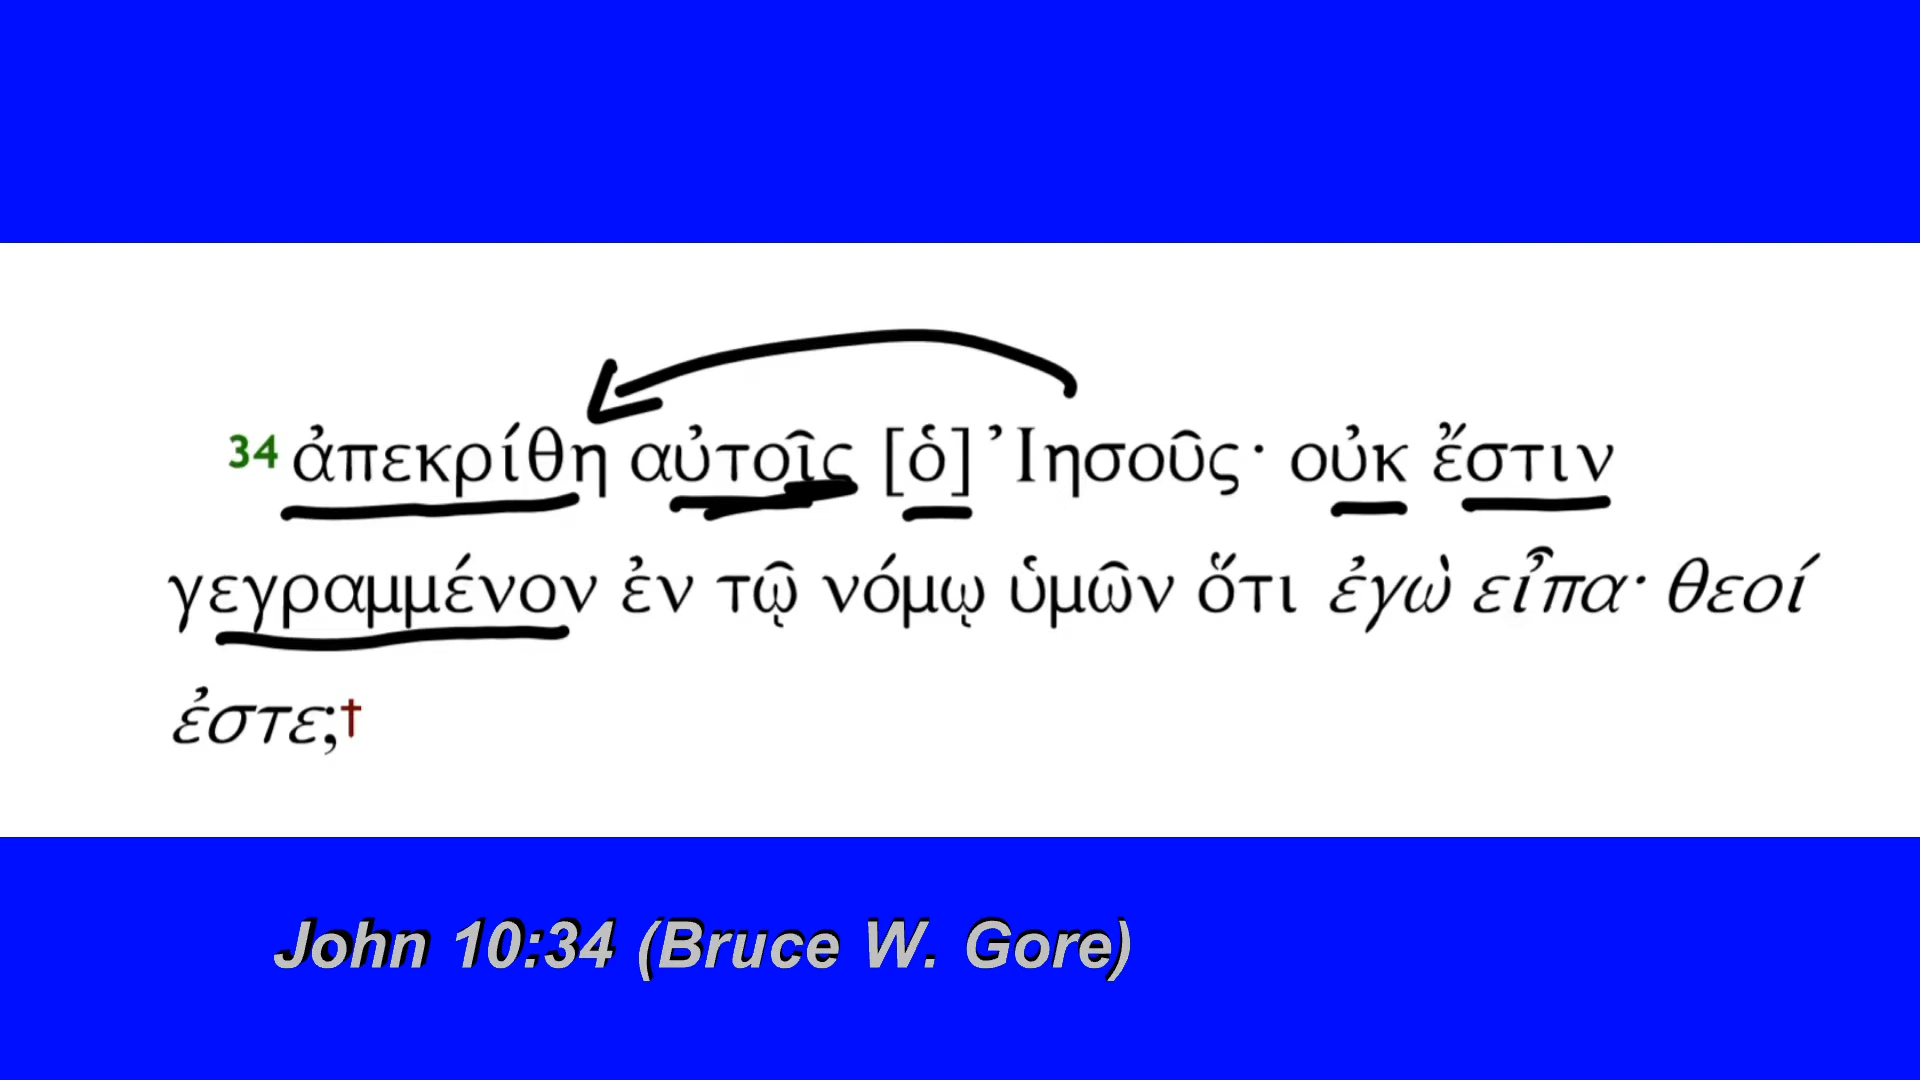 34 ἀπεκρίθη αὐτοῖς [ὁ] Ἰησοῦς· οὐκ ἔστιν
γεγραμμένον ἐν τῷ νόμῳ ὑμῶν ὅτι ἐγὼ εἶπα· θεοί
ἐστε;†
John 10:34 (Bruce W. Gore)